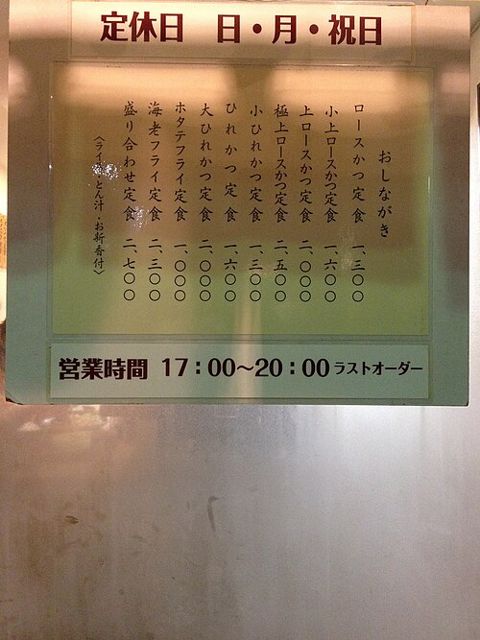 定休日 日・月・祝日
おしながき
ロースかつ定食 一、三〇〇
小上ロースかつ定食 一、六〇〇
上ロースかつ定食 二、〇〇〇
極上ロースかつ定食 二、五〇〇
小ひれかつ定食 一、三〇〇
ひれかつ定食 一、六〇〇
大ひれかつ定食 二、〇〇〇
ホタテフライ定食 一、〇〇〇
海老フライ定食 二、三〇〇
盛り合わせ定食 二、七〇〇
〈ライス・とん汁・お新香付〉
営業時間 17：00～20：00 ラストオーダー